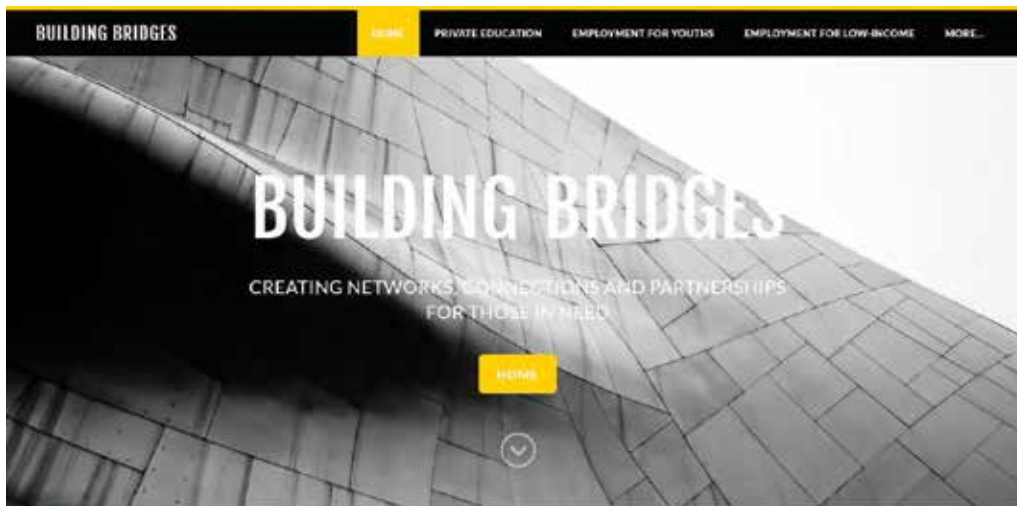 BUILDING BRIDGES
HOME
PRIVATE EDUCATION
EMPLOYMENT FOR YOUTHS
EMPLOYMENT FOR LOW-INCOME
MORE...
BUILDING BRIDGES
CREATING NETWORKS, CONNECTIONS AND PARTNERSHIPS
FOR THOSE IN NEED
HOME